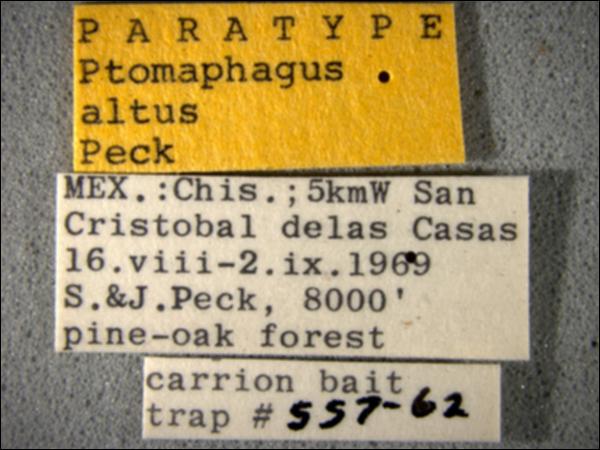 PARATYPE
Ptomaphagus
altus
Peck
MEX.:Chis.;5kmW San
Cristobal delas Casas
16.viii-2.ix.1969
S.&J.Peck, 8000'
pine-oak forest
carrion bait
trap # 557-62